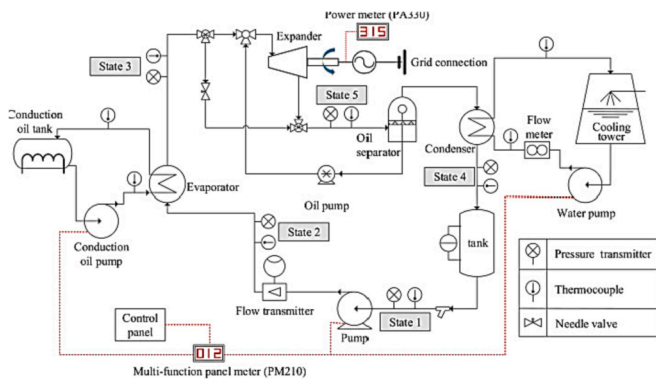 Power meter (PA330)
315
Expander
Grid connection
State 3
State 5
Conduction
oil tank
Oil
separator
Condenser
Flow
meter
Cooling
tower
Evaporator
State 4
Oil pump
Water pump
Conduction
oil pump
State 2
tank
Pressure transmitter
Thermocouple
Needle valve
Flow transmitter
Control
panel
State 1
Pump
012
Multi-function panel meter (PM210)